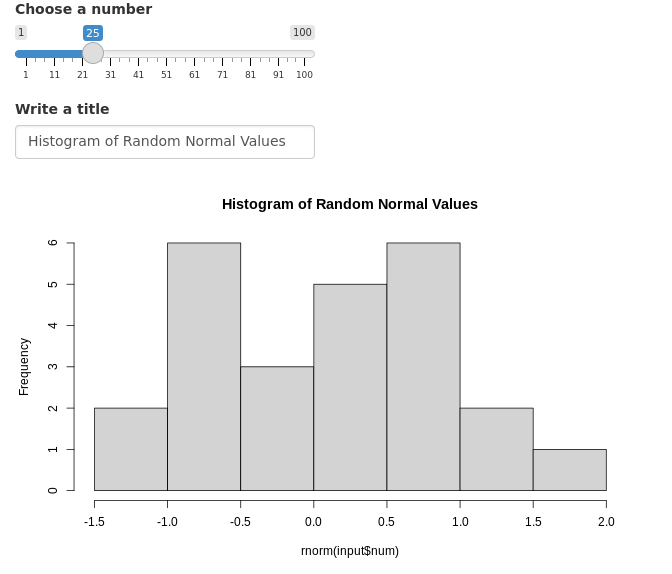 Choose a number
1 25 100
1 11 21 31 41 51 61 71 81 91 100
Write a title
Histogram of Random Normal Values
Histogram of Random Normal Values
6
5
4
3
2
1
0
Frequency
-1.5 -1.0 -0.5 0.0 0.5 1.0 1.5 2.0
rnorm(input$num)